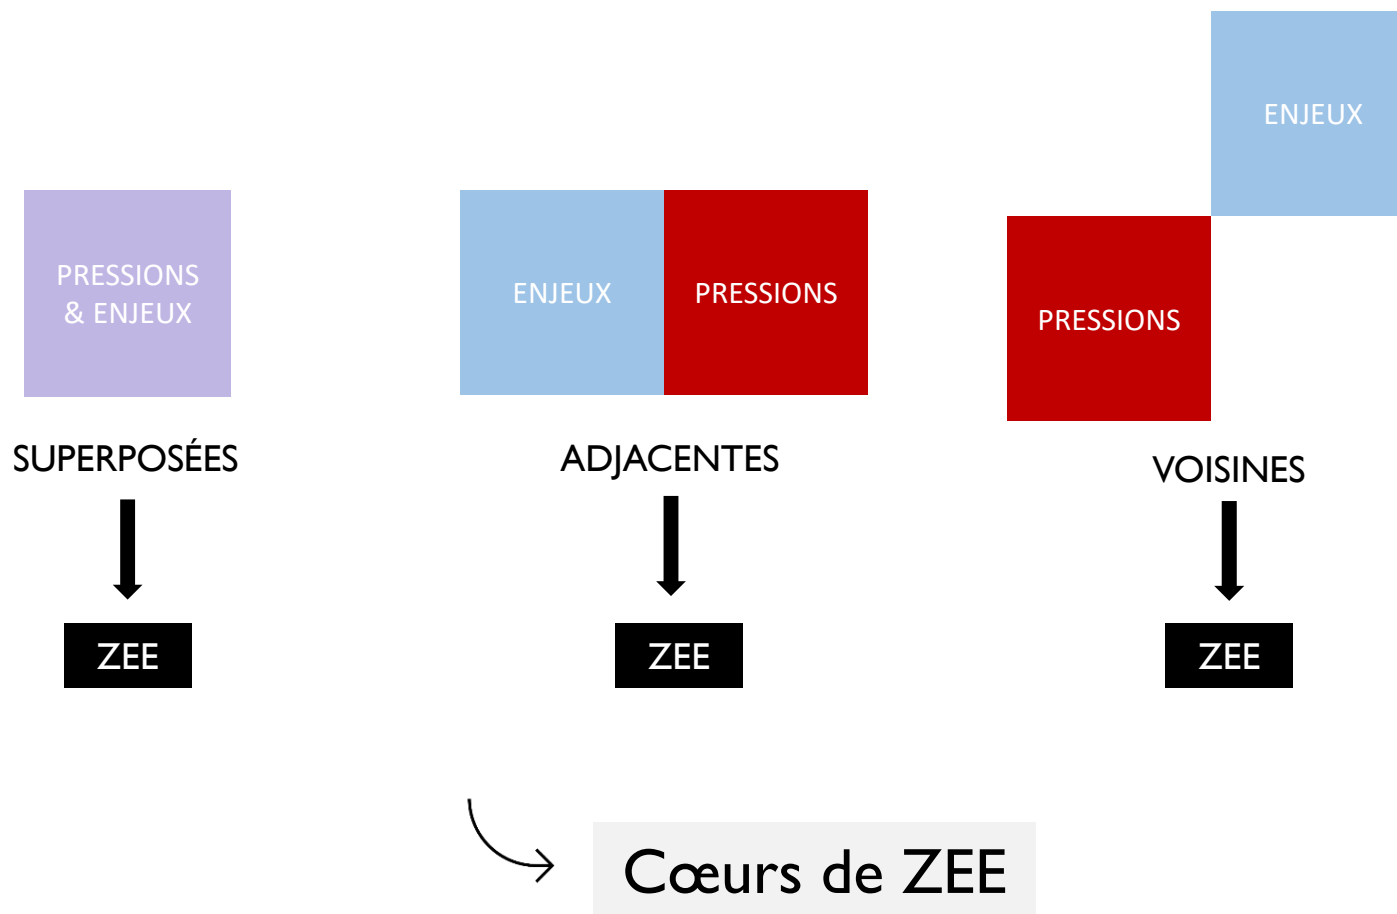 PRESSIONS
& ENJEUX
SUPERPOSÉES
ZEE
ENJEUX
PRESSIONS
ADJACENTES
ZEE
ENJEUX
PRESSIONS
VOISINES
ZEE
Cœurs de ZEE